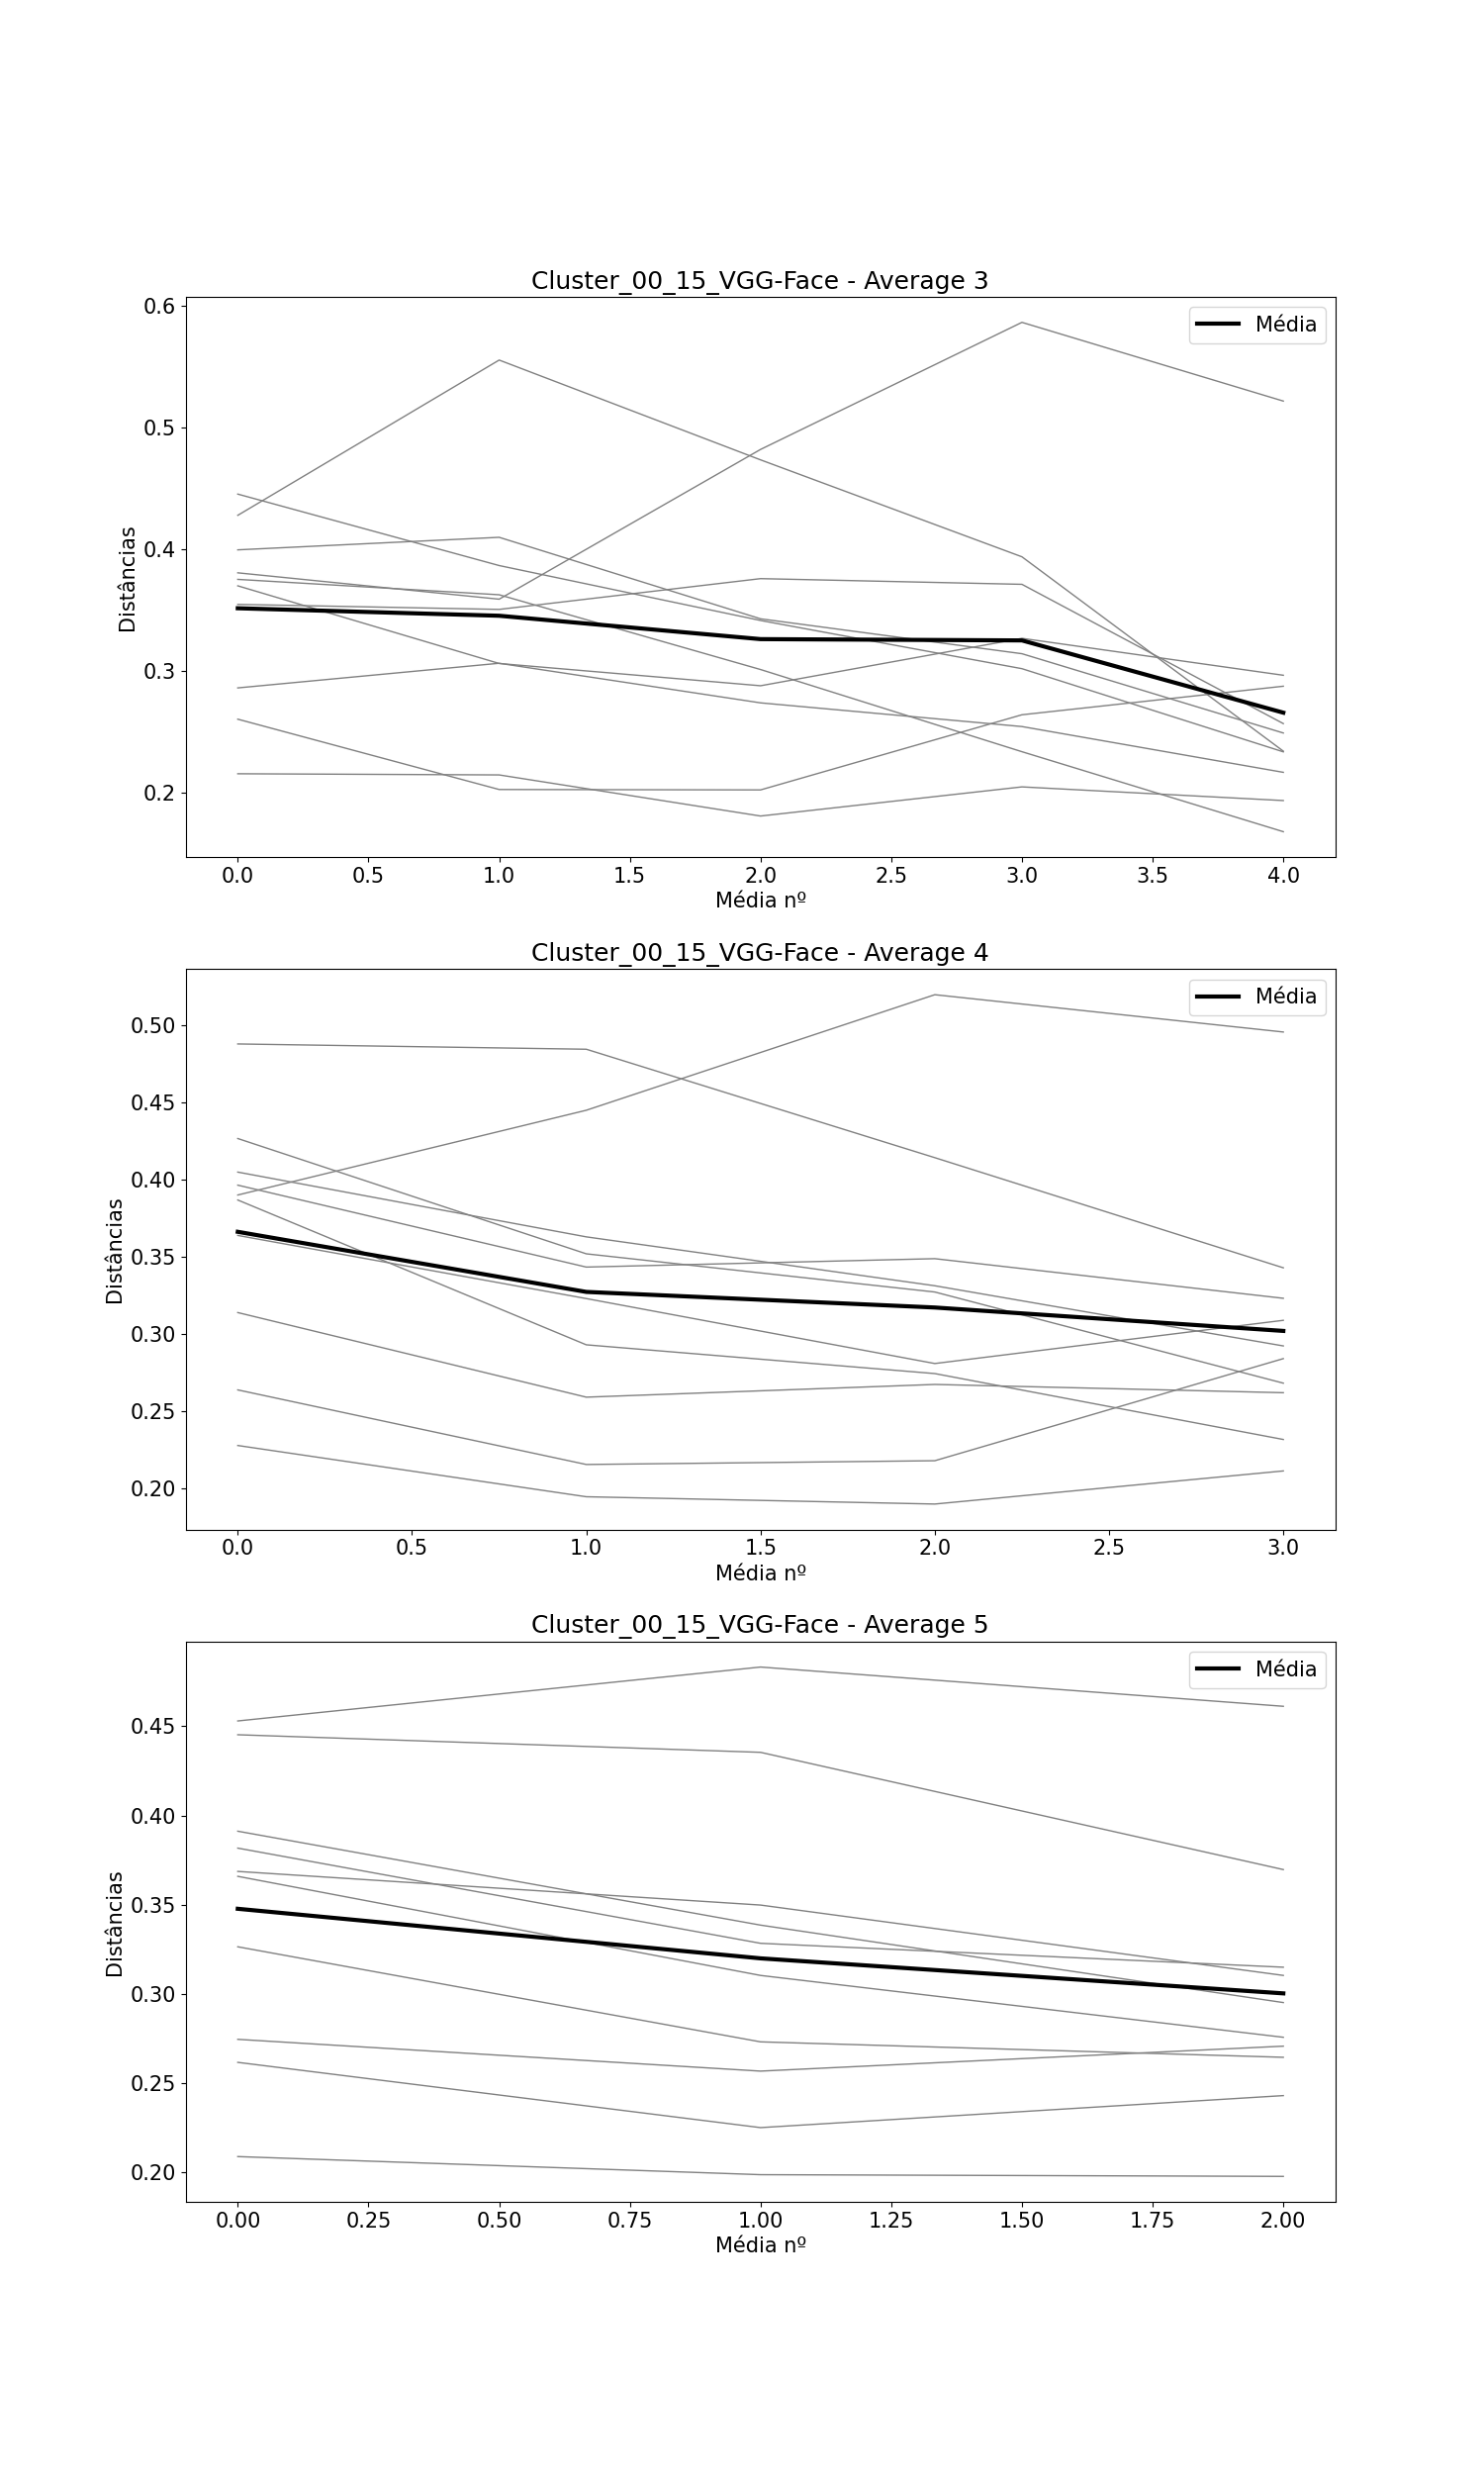 Cluster_00_15_VGG-Face - Average 3
Média
0.6
0.5
0.4
0.3
0.2
Distâncias
0.0 0.5 1.0 1.5 2.0 2.5 3.0 3.5 4.0
Média nº
Cluster_00_15_VGG-Face - Average 4
Média
0.50
0.45
0.40
0.35
0.30
0.25
0.20
Distâncias
0.0 0.5 1.0 1.5 2.0 2.5 3.0
Média nº
Cluster_00_15_VGG-Face - Average 5
Média
0.45
0.40
0.35
0.30
0.25
0.20
Distâncias
0.00 0.25 0.50 0.75 1.00 1.25 1.50 1.75 2.00
Média nº